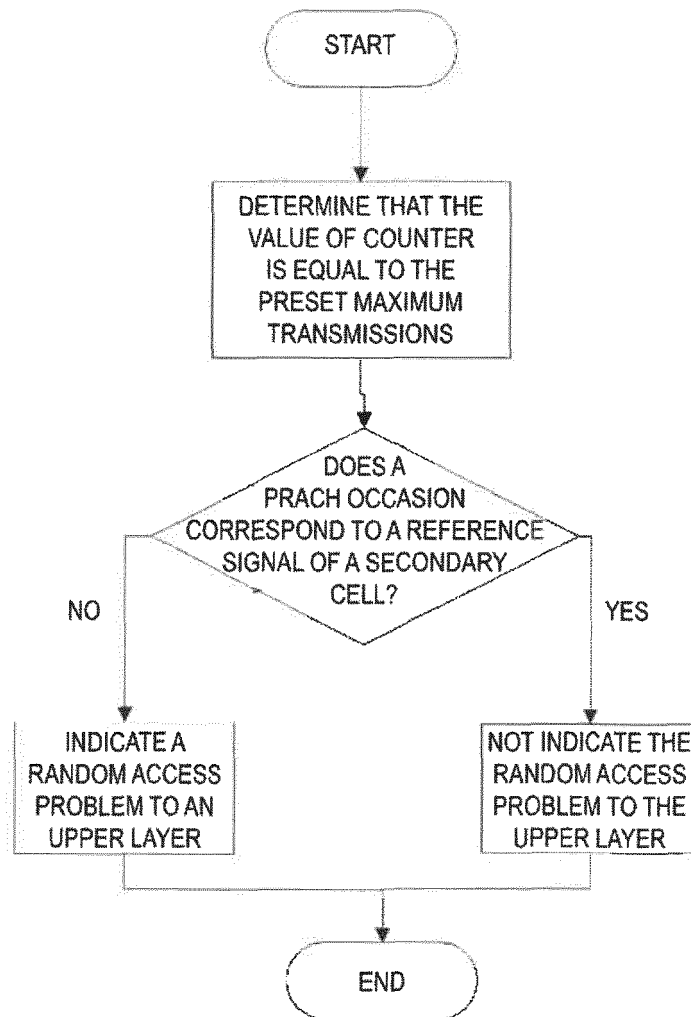 START
DETERMINE THAT THE
VALUE OF COUNTER
IS EQUAL TO THE
PRESET MAXIMUM
TRANSMISSIONS
DOES A
PRACH OCCASION
CORRESPOND TO A REFERENCE
SIGNAL OF A SECONDARY
CELL?
NO
YES
INDICATE A
RANDOM ACCESS
PROBLEM TO AN
UPPER LAYER
NOT INDICATE THE
RANDOM ACCESS
PROBLEM TO THE
UPPER LAYER
END